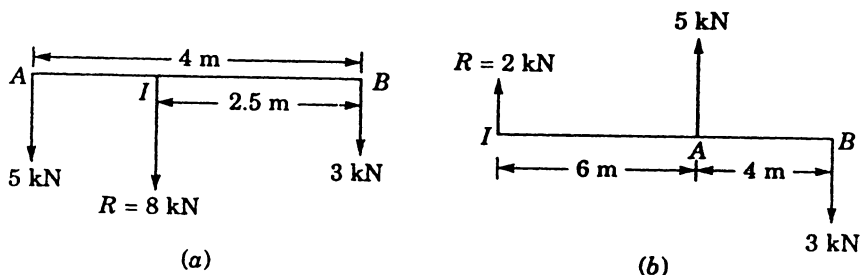 4 m
A
I
B
2.5 m
5 kN
R = 8 kN
3 kN
(a)
5 kN
R = 2 kN
I
A
B
6 m
4 m
3 kN
(b)